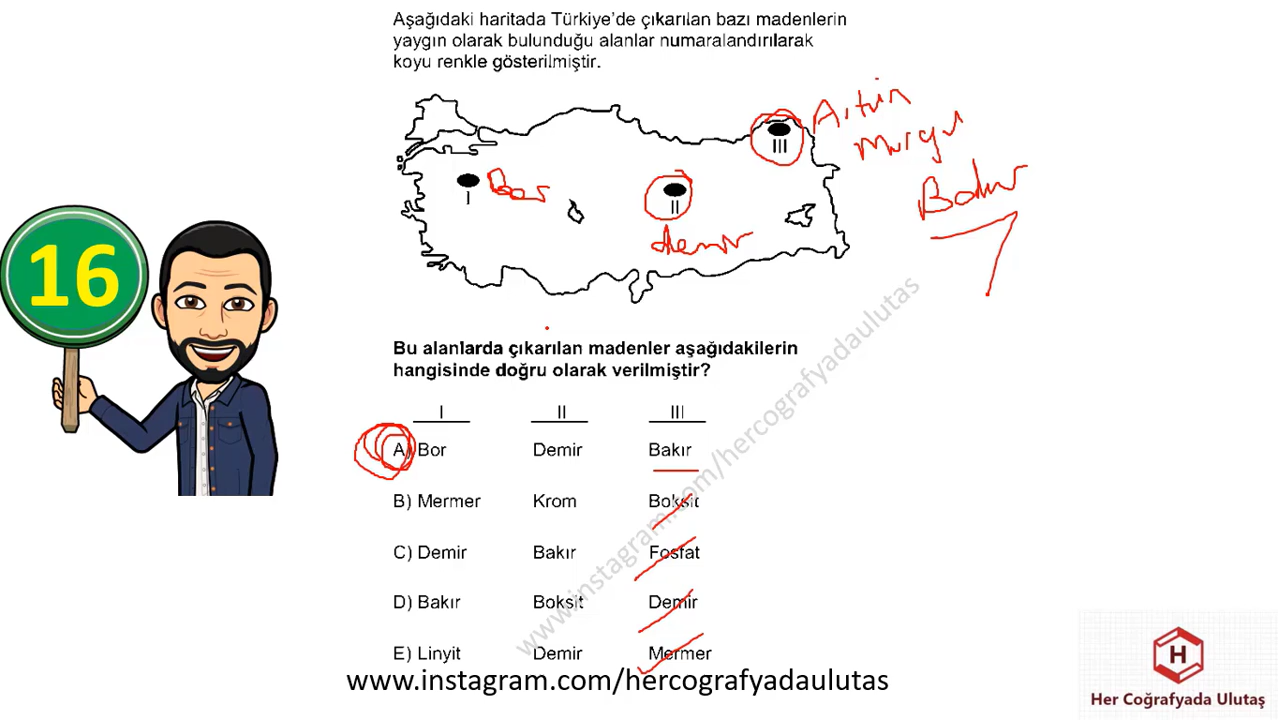 Aşağıdaki haritada Türkiye'de çıkarılan bazı madenlerin
yaygın olarak bulunduğu alanlar numaralandırılarak
koyu renkle gösterilmiştir.
Artvin
Murgul
Bakır
III
I
Bor
II
demir
16
Bu alanlarda çıkarılan madenler aşağıdakilerin
hangisinde doğru olarak verilmiştir?
I II III
A) Bor Demir Bakır
B) Mermer Krom Boksit
C) Demir Bakır Fosfat
D) Bakır Boksit Demir
E) Linyit Demir Mermer
www.instagram.com/hercografyadaulutas
www.instagram.com/hercografyadaulutas
H
Her Coğrafyada Ulutaş